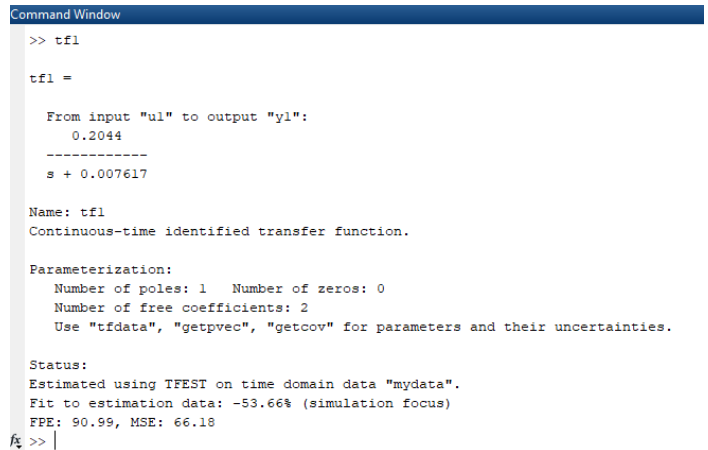 Command Window
>> tf1
tf1 =
From input "u1" to output "y1":
0.2044
------------
s + 0.007617
Name: tf1
Continuous-time identified transfer function.
Parameterization:
Number of poles: 1   Number of zeros: 0
Number of free coefficients: 2
Use "tfdata", "getpvec", "getcov" for parameters and their uncertainties.
Status:
Estimated using TFEST on time domain data "mydata".
Fit to estimation data: -53.66% (simulation focus)
FPE: 90.99, MSE: 66.18
fx >>